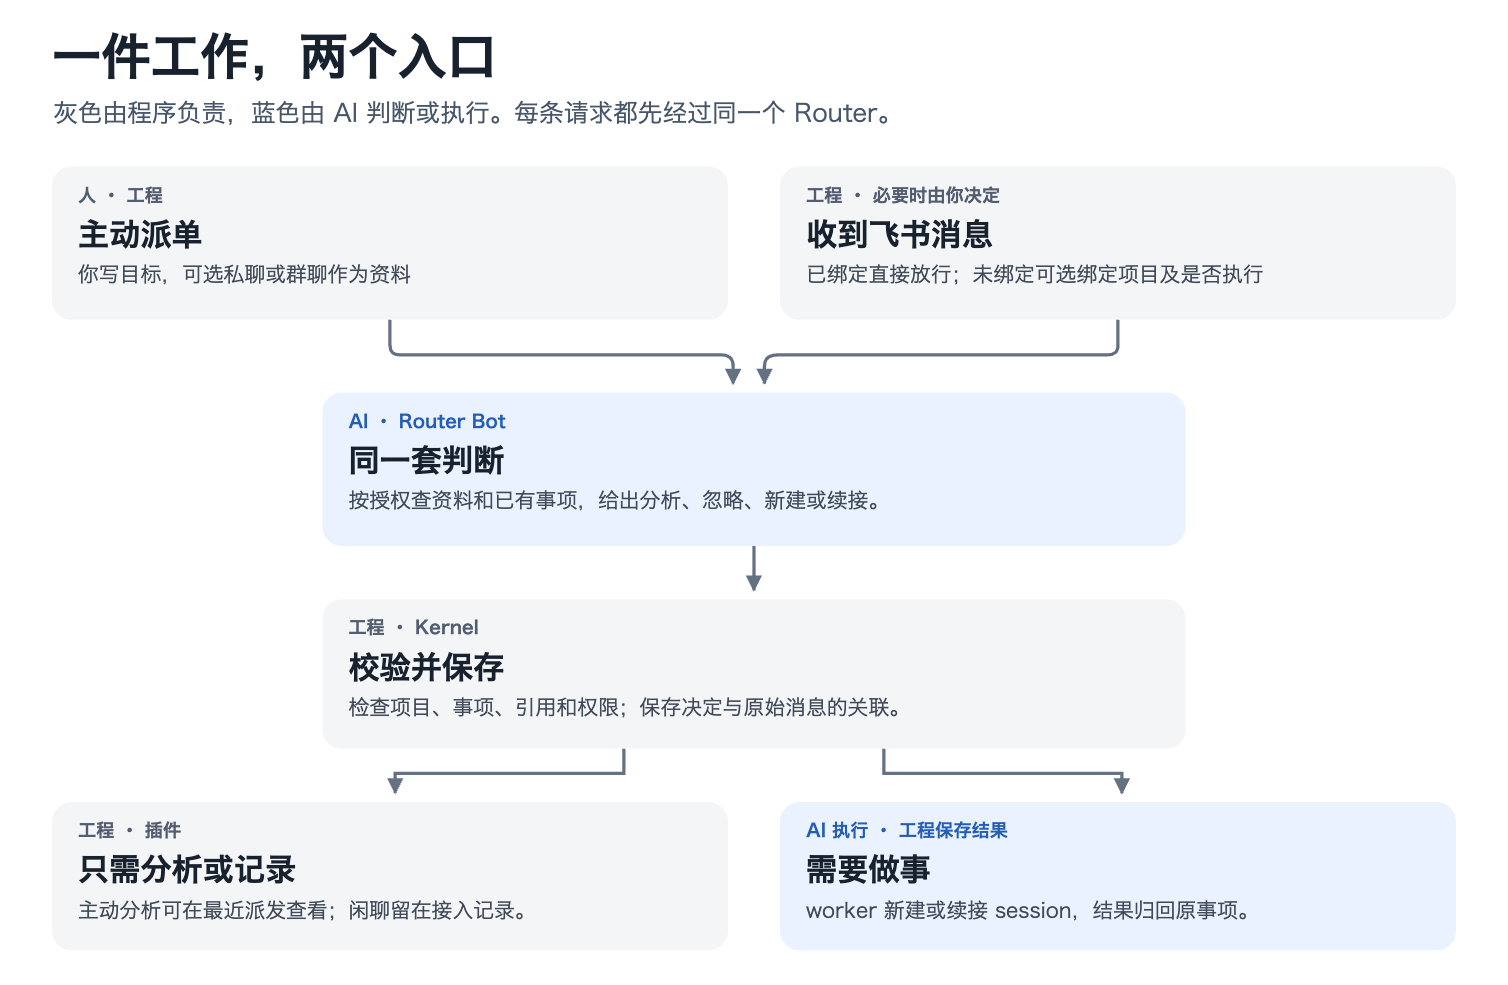 一件工作，两个入口
灰色由程序负责，蓝色由 AI 判断或执行。每条请求都先经过同一个 Router。
人 · 工程
主动派单
你写目标，可选私聊或群聊作为资料
工程 · 必要时由你决定
收到飞书消息
已绑定直接放行；未绑定可选绑定项目及是否执行
AI · Router Bot
同一套判断
按授权查资料和已有事项，给出分析、忽略、新建或续接。
工程 · Kernel
校验并保存
检查项目、事项、引用和权限；保存决定与原始消息的关联。
工程 · 插件
只需分析或记录
主动分析可在最近派发查看；闲聊留在接入记录。
AI 执行 · 工程保存结果
需要做事
worker 新建或续接 session，结果归回原事项。